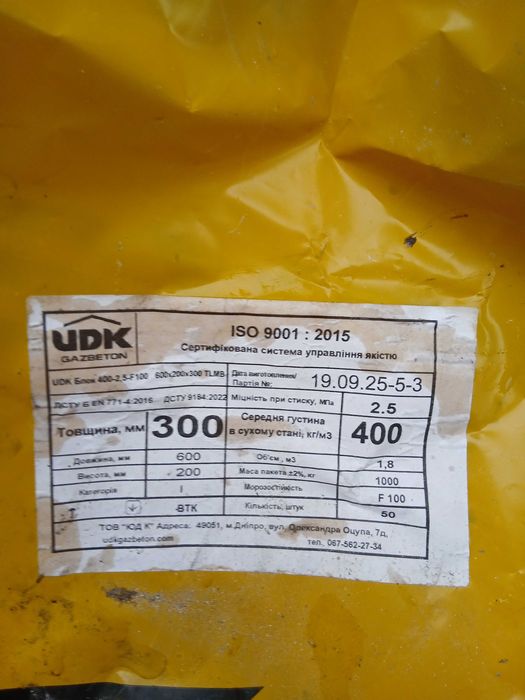 UDK
GAZBETON
ISO 9001 : 2015
Сертифікована система управління якістю
UDK Блок 400-2,5-F100 600x200x300 TLMB
Дата виготовлення/
Партія №: 19.09.25-5-3
ДСТУ Б EN 771-4:2016 ДСТУ 9184:2022
Міцність при стиску, МПа 2.5
Товщина, мм 300
Середня густина
в сухому стані, кг/м3 400
Довжина, мм 600
Об'єм , м3 1,8
Висота, мм 200
Маса пакета ±2%, кг 1000
Категорія I
Морозостійкість F 100
ВТК
Кількість, штук 50
ТОВ "ЮД К" Адреса: 49051, м.Дніпро, вул. Олександра Оцупа, 7д,
udkgazbeton.com тел. 067-562-27-34